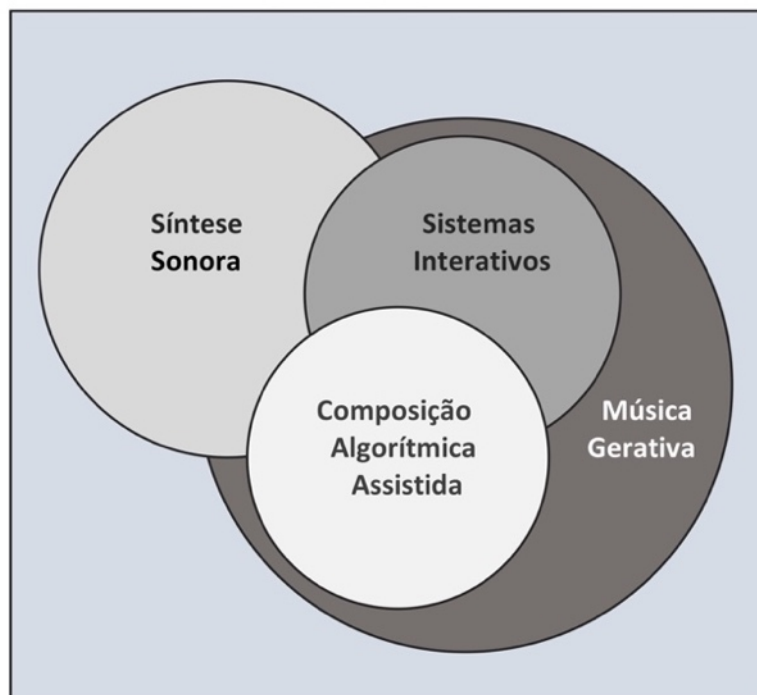 Síntese
Sonora
Sistemas
Interativos
Composição
Algorítmica
Assistida
Música
Gerativa